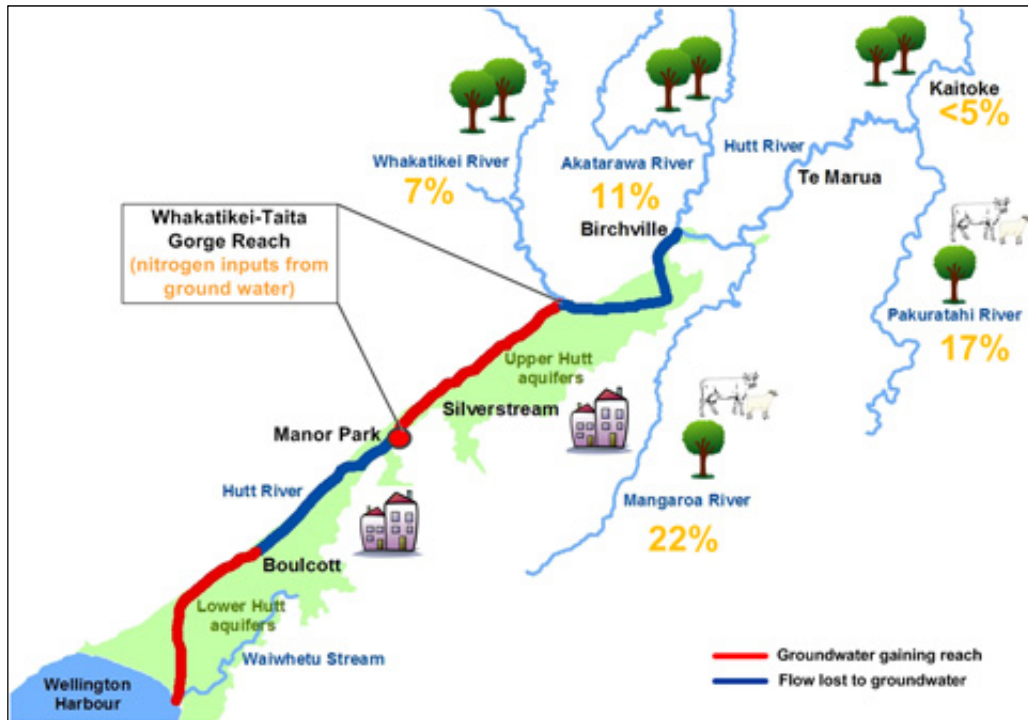 Kaitoke
<5%
Whakatikei River
7%
Akatarawa River
11%
Hutt River
Te Marua
Birchville
Whakatikei-Taita
Gorge Reach
(nitrogen inputs from
ground water)
Pakuratahi River
17%
Upper Hutt
aquifers
Silverstream
Manor Park
Mangaroa River
22%
Hutt River
Boulcott
Lower Hutt
aquifers
Waiwhetu Stream
Wellington
Harbour
Groundwater gaining reach
Flow lost to groundwater